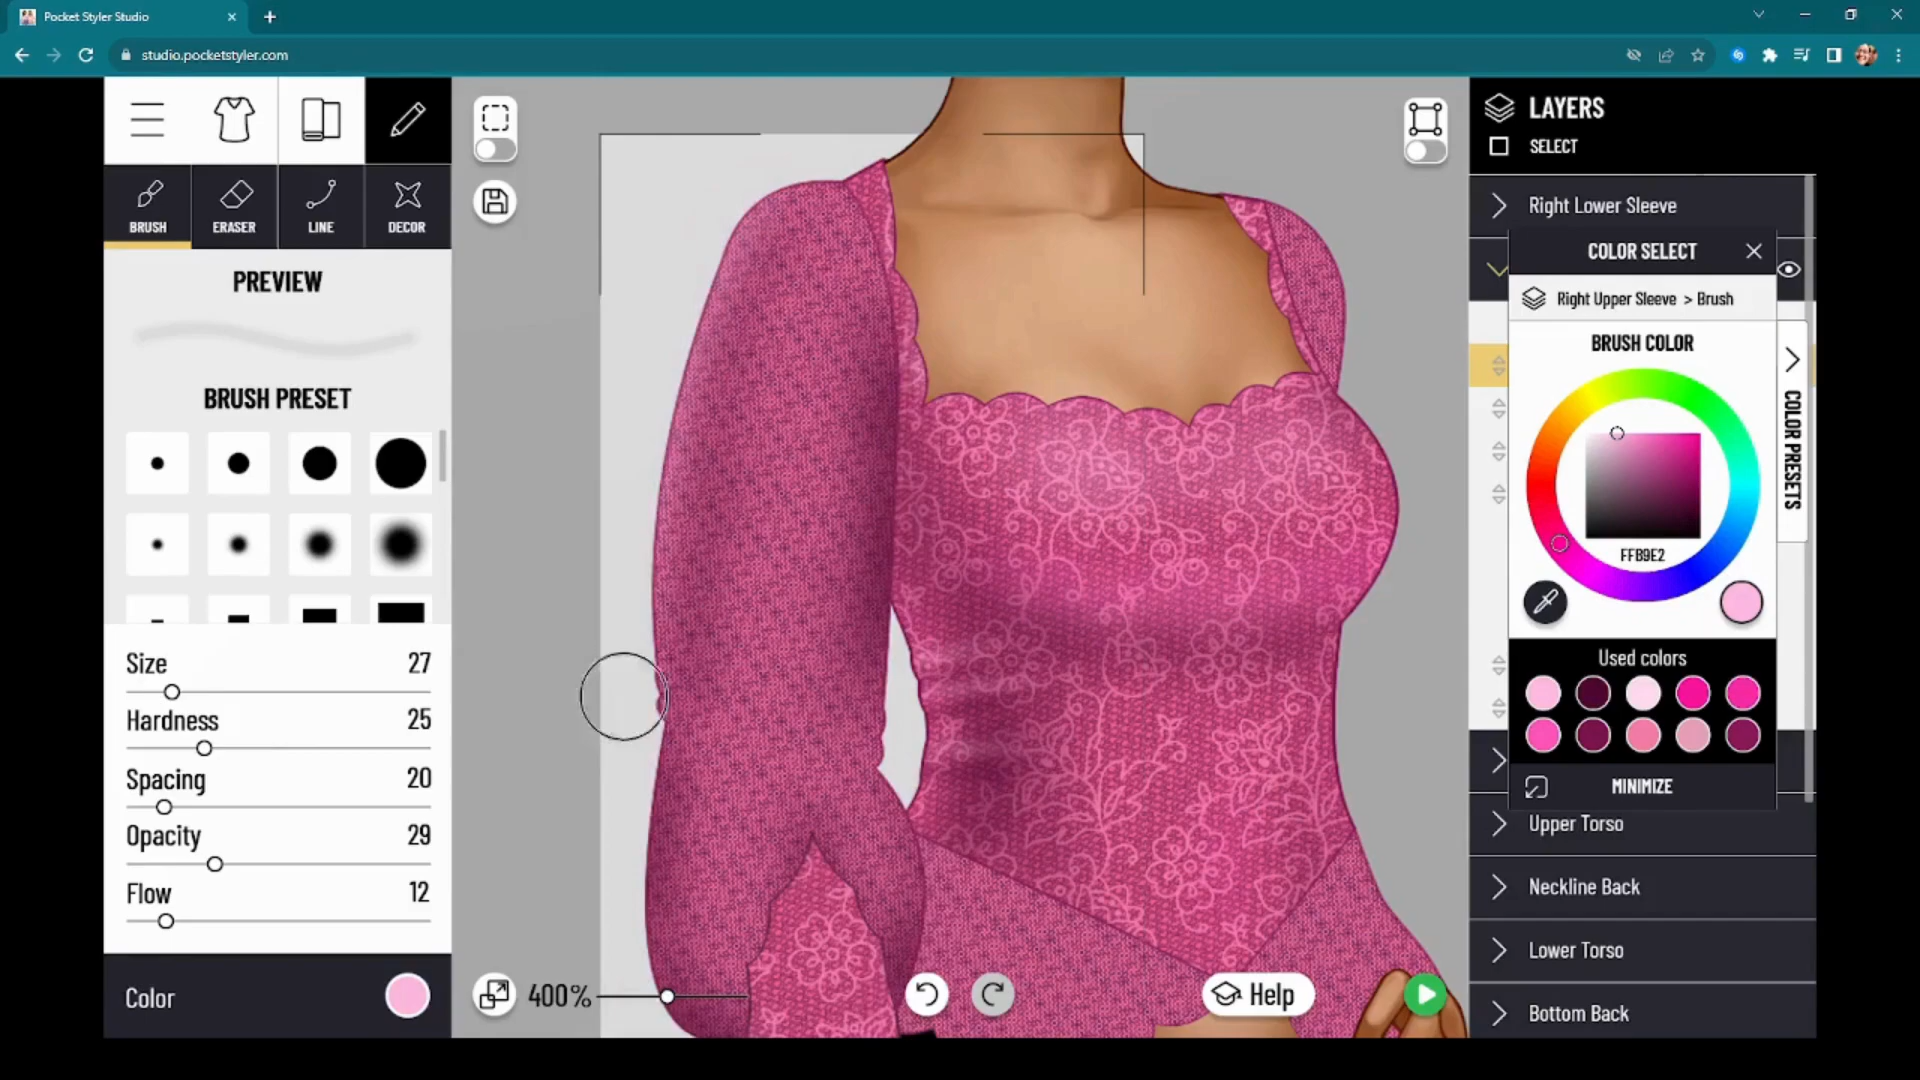 Pocket Styler Studio
studio.pocketstyler.com
BRUSH
ERASER
LINE
DECOR
PREVIEW
BRUSH PRESET
Size
27
Hardness
25
Spacing
20
Opacity
29
Flow
12
Color
400%
Help
LAYERS
SELECT
Right Lower Sleeve
COLOR SELECT
Right Upper Sleeve > Brush
BRUSH COLOR
FFB9E2
COLOR PRESETS
Used colors
MINIMIZE
Upper Torso
Neckline Back
Lower Torso
Bottom Back